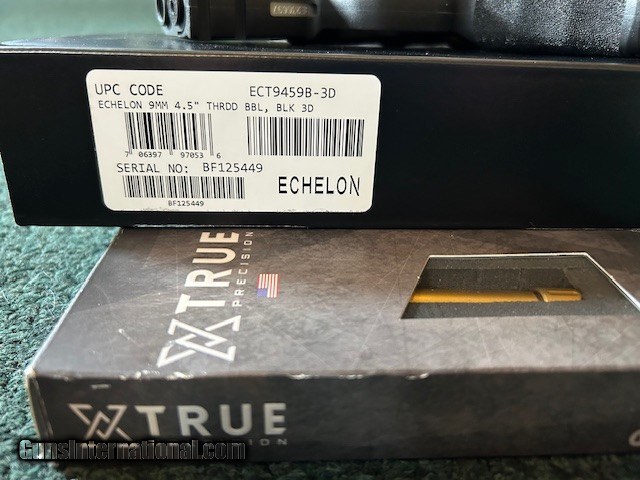 UPC CODE ECT9459B-3D
ECHELON 9MM 4.5" THRDD BBL, BLK 3D
7 06397 97053 6
SERIAL NO: BF125449
BF125449
ECHELON
TRUE
PRECISION
TRUE
GunsInternational.com